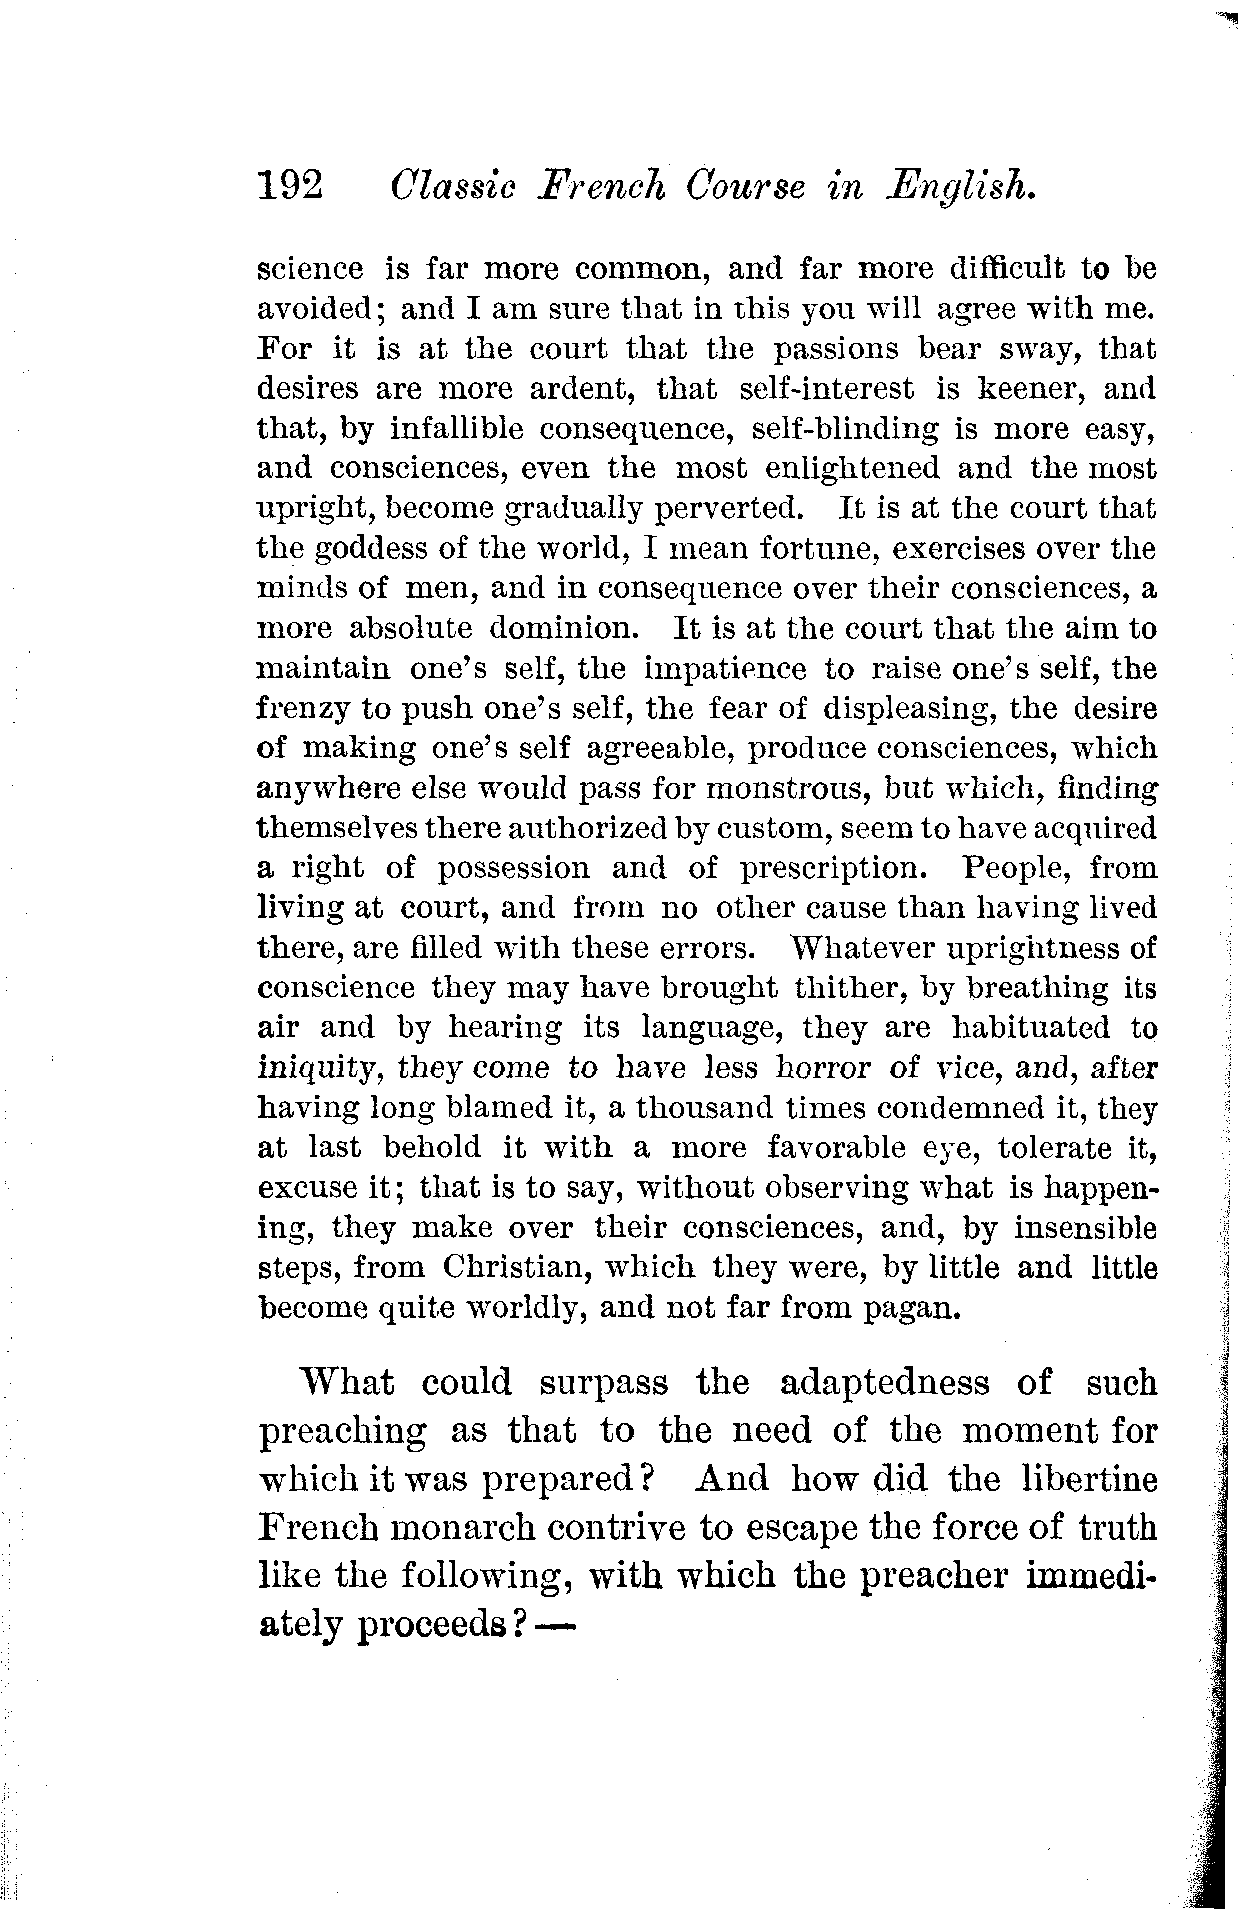 192 Classic French Course in English.
science is far more common, and far more difficult to be
avoided; and I am sure that in this you will agree with me.
For it is at the court that the passions bear sway, that
desires are more ardent, that self-interest is keener, and
that, by infallible consequence, self-blinding is more easy,
and consciences, even the most enlightened and the most
upright, become gradually perverted. It is at the court that
the goddess of the world, I mean fortune, exercises over the
minds of men, and in consequence over their consciences, a
more absolute dominion. It is at the court that the aim to
maintain one's self, the impatience to raise one's self, the
frenzy to push one's self, the fear of displeasing, the desire
of making one's self agreeable, produce consciences, which
anywhere else would pass for monstrous, but which, finding
themselves there authorized by custom, seem to have acquired
a right of possession and of prescription. People, from
living at court, and from no other cause than having lived
there, are filled with these errors. Whatever uprightness of
conscience they may have brought thither, by breathing its
air and by hearing its language, they are habituated to
iniquity, they come to have less horror of vice, and, after
having long blamed it, a thousand times condemned it, they
at last behold it with a more favorable eye, tolerate it,
excuse it; that is to say, without observing what is happen-
ing, they make over their consciences, and, by insensible
steps, from Christian, which they were, by little and little
become quite worldly, and not far from pagan.
What could surpass the adaptedness of such
preaching as that to the need of the moment for
which it was prepared? And how did the libertine
French monarch contrive to escape the force of truth
like the following, with which the preacher immedi-
ately proceeds?—